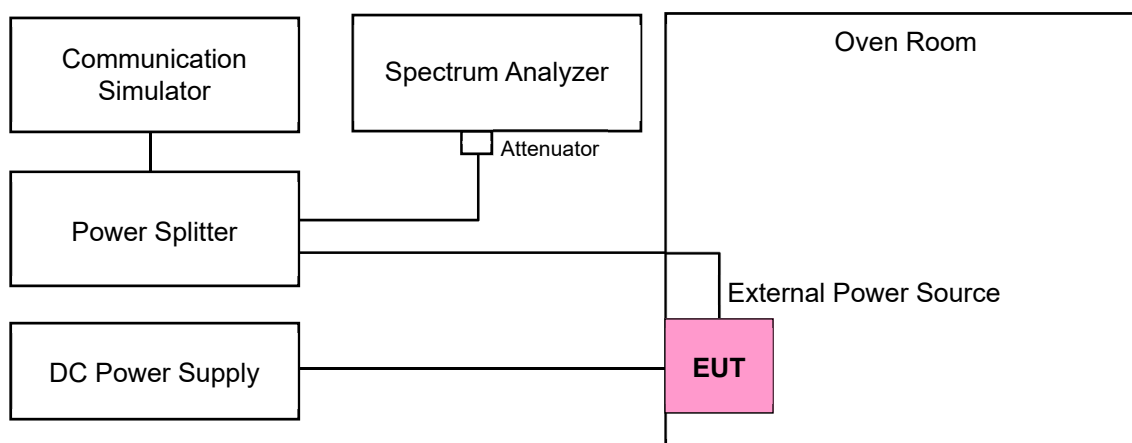 Communication
Simulator
Spectrum Analyzer
Oven Room
Attenuator
Power Splitter
External Power Source
DC Power Supply
EUT